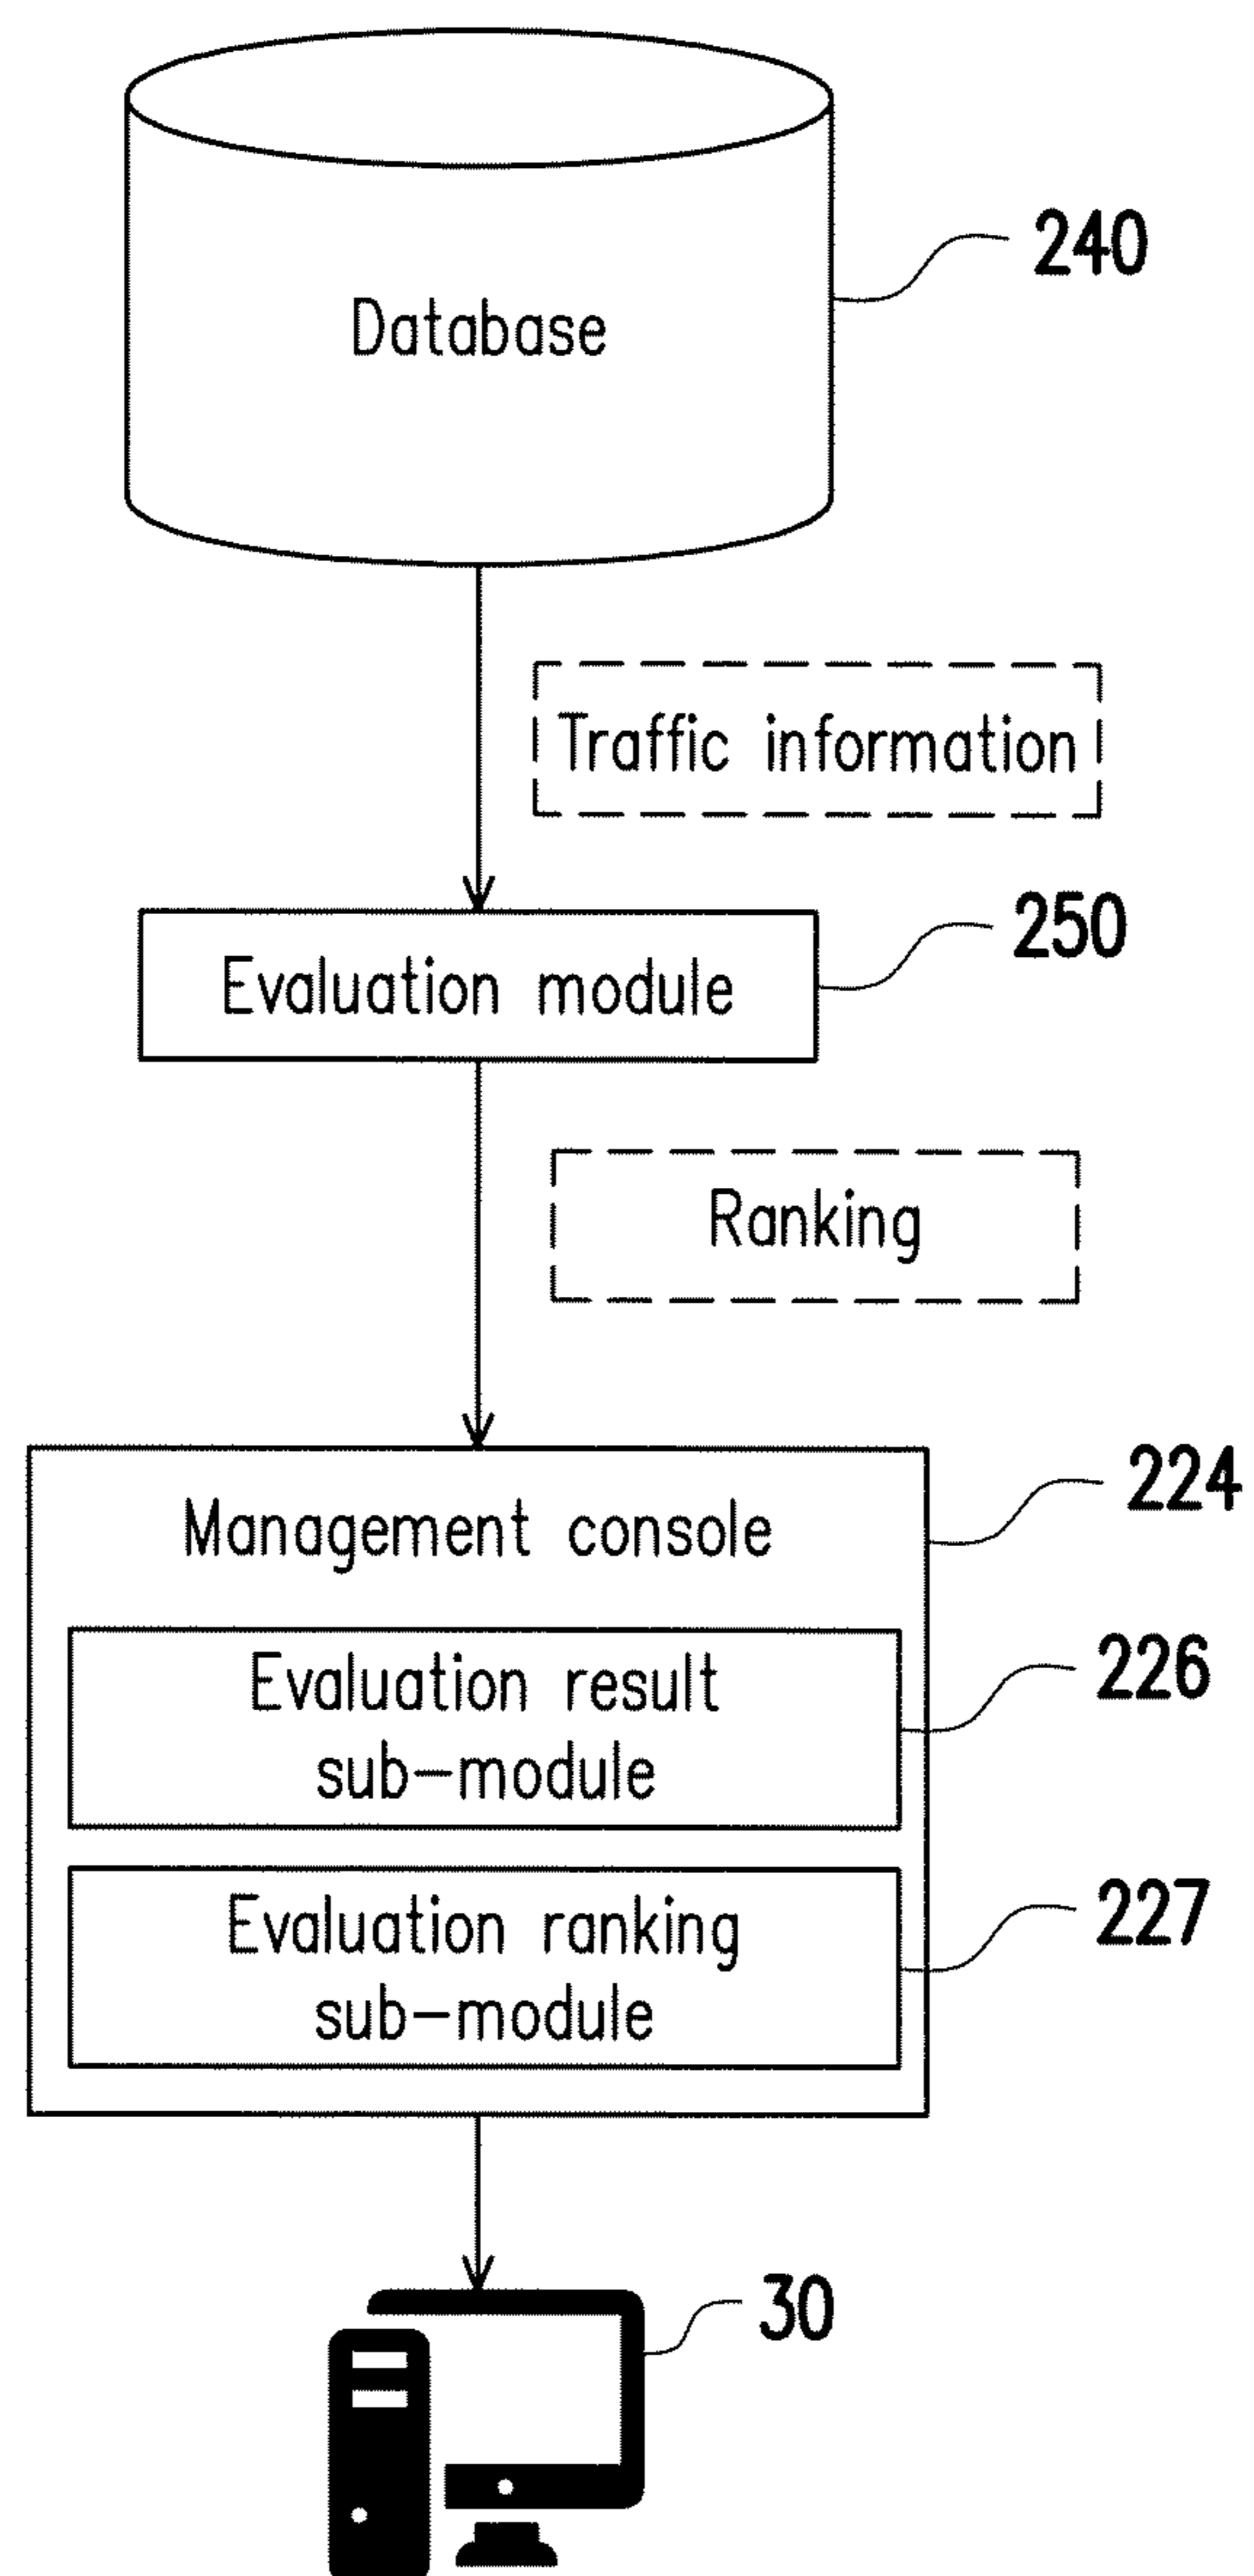 240
Database
Traffic information
250
Evaluation module
Ranking
224
Management console
226
Evaluation result
sub-module
227
Evaluation ranking
sub-module
30